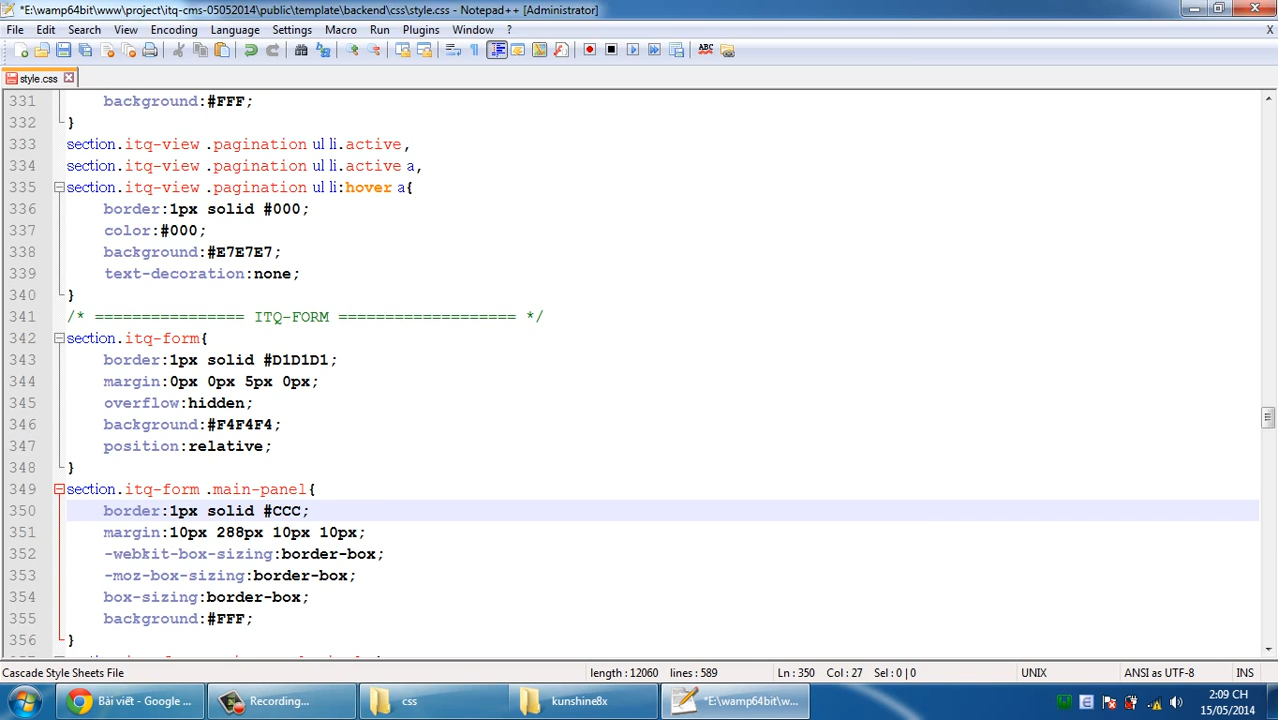 *E:\wamp64bit\www\project\itq-cms-05052014\public\template\backend\css\style.css - Notepad++ [Administrator]
File Edit Search View Encoding Language Settings Macro Run Plugins Window ? X
ABC
style.css
331 background:#FFF;
332 }
333 section.itq-view .pagination ul li.active,
334 section.itq-view .pagination ul li.active a,
335 section.itq-view .pagination ul li:hover a{
336 border:1px solid #000;
337 color:#000;
338 background:#E7E7E7;
339 text-decoration:none;
340 }
341 /* ================ ITQ-FORM =================== */
342 section.itq-form{
343 border:1px solid #D1D1D1;
344 margin:0px 0px 5px 0px;
345 overflow:hidden;
346 background:#F4F4F4;
347 position:relative;
348 }
349 section.itq-form .main-panel{
350 border:1px solid #CCC;
351 margin:10px 288px 10px 10px;
352 -webkit-box-sizing:border-box;
353 -moz-box-sizing:border-box;
354 box-sizing:border-box;
355 background:#FFF;
356 }
Cascade Style Sheets File length : 12060 lines : 589 Ln : 350 Col : 27 Sel : 0 | 0 UNIX ANSI as UTF-8 INS
Bài viết - Google ... Recording... css kunshine8x *E:\wamp64bit\w... 2:09 CH
15/05/2014